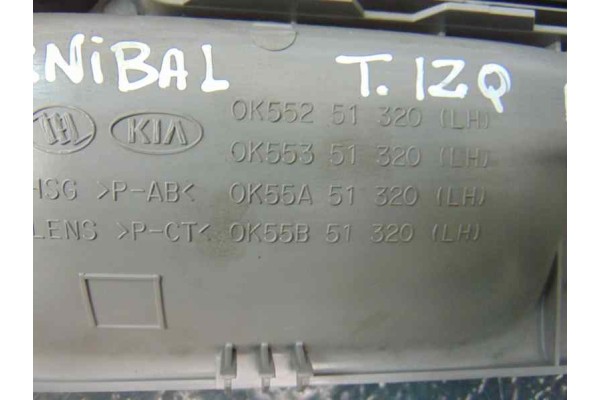 T. IZQ
KIA OK552 51 320 (LH)
OK553 51 320 (LH)
HSG >P-AB< OK55A 51 320 (LH)
LENS >P-CT< OK55B 51 320 (LH)